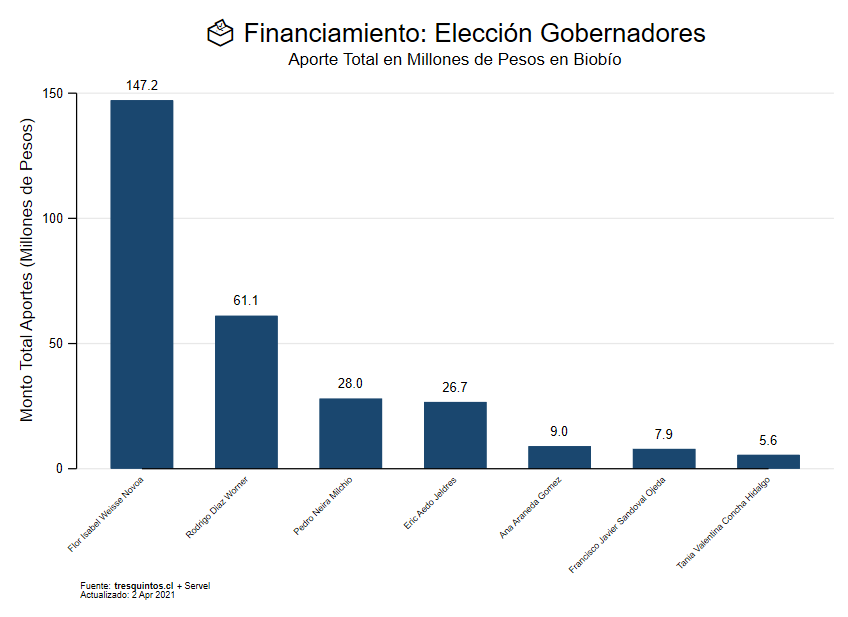 Financiamiento: Elección Gobernadores
Aporte Total en Millones de Pesos en Biobío
Monto Total Aportes (Millones de Pesos)
150
100
50
0
147.2
61.1
28.0
26.7
9.0
7.9
5.6
Flor Isabel Weisse Novoa
Rodrigo Diaz Worner
Pedro Neira Milchio
Eric Aedo Jeldres
Ana Araneda Gomez
Francisco Javier Sandoval Ojeda
Tania Valentina Concha Hidalgo
Fuente: tresquintos.cl + Servel
Actualizado: 2 Apr 2021